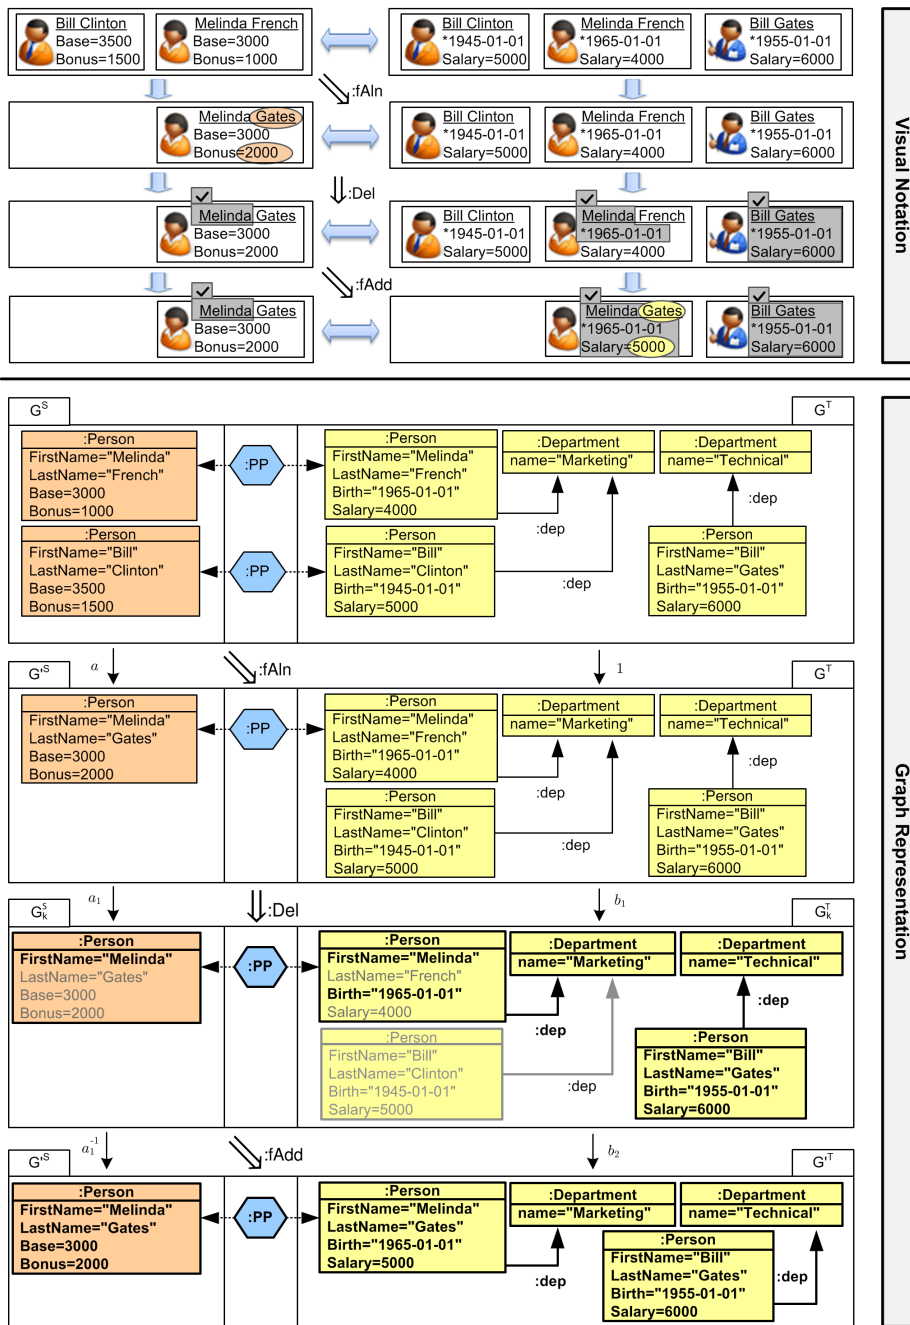 Bill Clinton
Base=3500
Bonus=1500
Melinda French
Base=3000
Bonus=1000
Bill Clinton
*1945-01-01
Salary=5000
Melinda French
*1965-01-01
Salary=4000
Bill Gates
*1955-01-01
Salary=6000
:fAln
Melinda Gates
Base=3000
Bonus=2000
Bill Clinton
*1945-01-01
Salary=5000
Melinda French
*1965-01-01
Salary=4000
Bill Gates
*1955-01-01
Salary=6000
:Del
Melinda Gates
Base=3000
Bonus=2000
Bill Clinton
*1945-01-01
Salary=5000
Melinda French
*1965-01-01
Salary=4000
Bill Gates
*1955-01-01
Salary=6000
:fAdd
Melinda Gates
Base=3000
Bonus=2000
Melinda Gates
*1965-01-01
Salary=5000
Bill Gates
*1955-01-01
Salary=6000
Visual Notation
G^S
G^T
:Person
FirstName="Melinda"
LastName="French"
Base=3000
Bonus=1000
:PP
:Person
FirstName="Melinda"
LastName="French"
Birth="1965-01-01"
Salary=4000
:Department
name="Marketing"
:Department
name="Technical"
:dep
:dep
:Person
FirstName="Bill"
LastName="Clinton"
Base=3500
Bonus=1500
:PP
:Person
FirstName="Bill"
LastName="Clinton"
Birth="1945-01-01"
Salary=5000
:dep
:Person
FirstName="Bill"
LastName="Gates"
Birth="1955-01-01"
Salary=6000
a
:fAln
1
G'^S
G^T
:Person
FirstName="Melinda"
LastName="Gates"
Base=3000
Bonus=2000
:PP
:Person
FirstName="Melinda"
LastName="French"
Birth="1965-01-01"
Salary=4000
:Department
name="Marketing"
:Department
name="Technical"
:dep
:dep
:Person
FirstName="Bill"
LastName="Clinton"
Birth="1945-01-01"
Salary=5000
:dep
:Person
FirstName="Bill"
LastName="Gates"
Birth="1955-01-01"
Salary=6000
a₁
:Del
b₁
G_k^S
G_k^T
:Person
FirstName="Melinda"
LastName="Gates"
Base=3000
Bonus=2000
:PP
:Person
FirstName="Melinda"
LastName="French"
Birth="1965-01-01"
Salary=4000
:Department
name="Marketing"
:Department
name="Technical"
:dep
:dep
:Person
FirstName="Bill"
LastName="Clinton"
Birth="1945-01-01"
Salary=5000
:dep
:Person
FirstName="Bill"
LastName="Gates"
Birth="1955-01-01"
Salary=6000
a₁⁻¹
:fAdd
b₂
G'^S
G'^T
:Person
FirstName="Melinda"
LastName="Gates"
Base=3000
Bonus=2000
:PP
:Person
FirstName="Melinda"
LastName="Gates"
Birth="1965-01-01"
Salary=5000
:Department
name="Marketing"
:Department
name="Technical"
:dep
:Person
FirstName="Bill"
LastName="Gates"
Birth="1955-01-01"
Salary=6000
:dep
Graph Representation